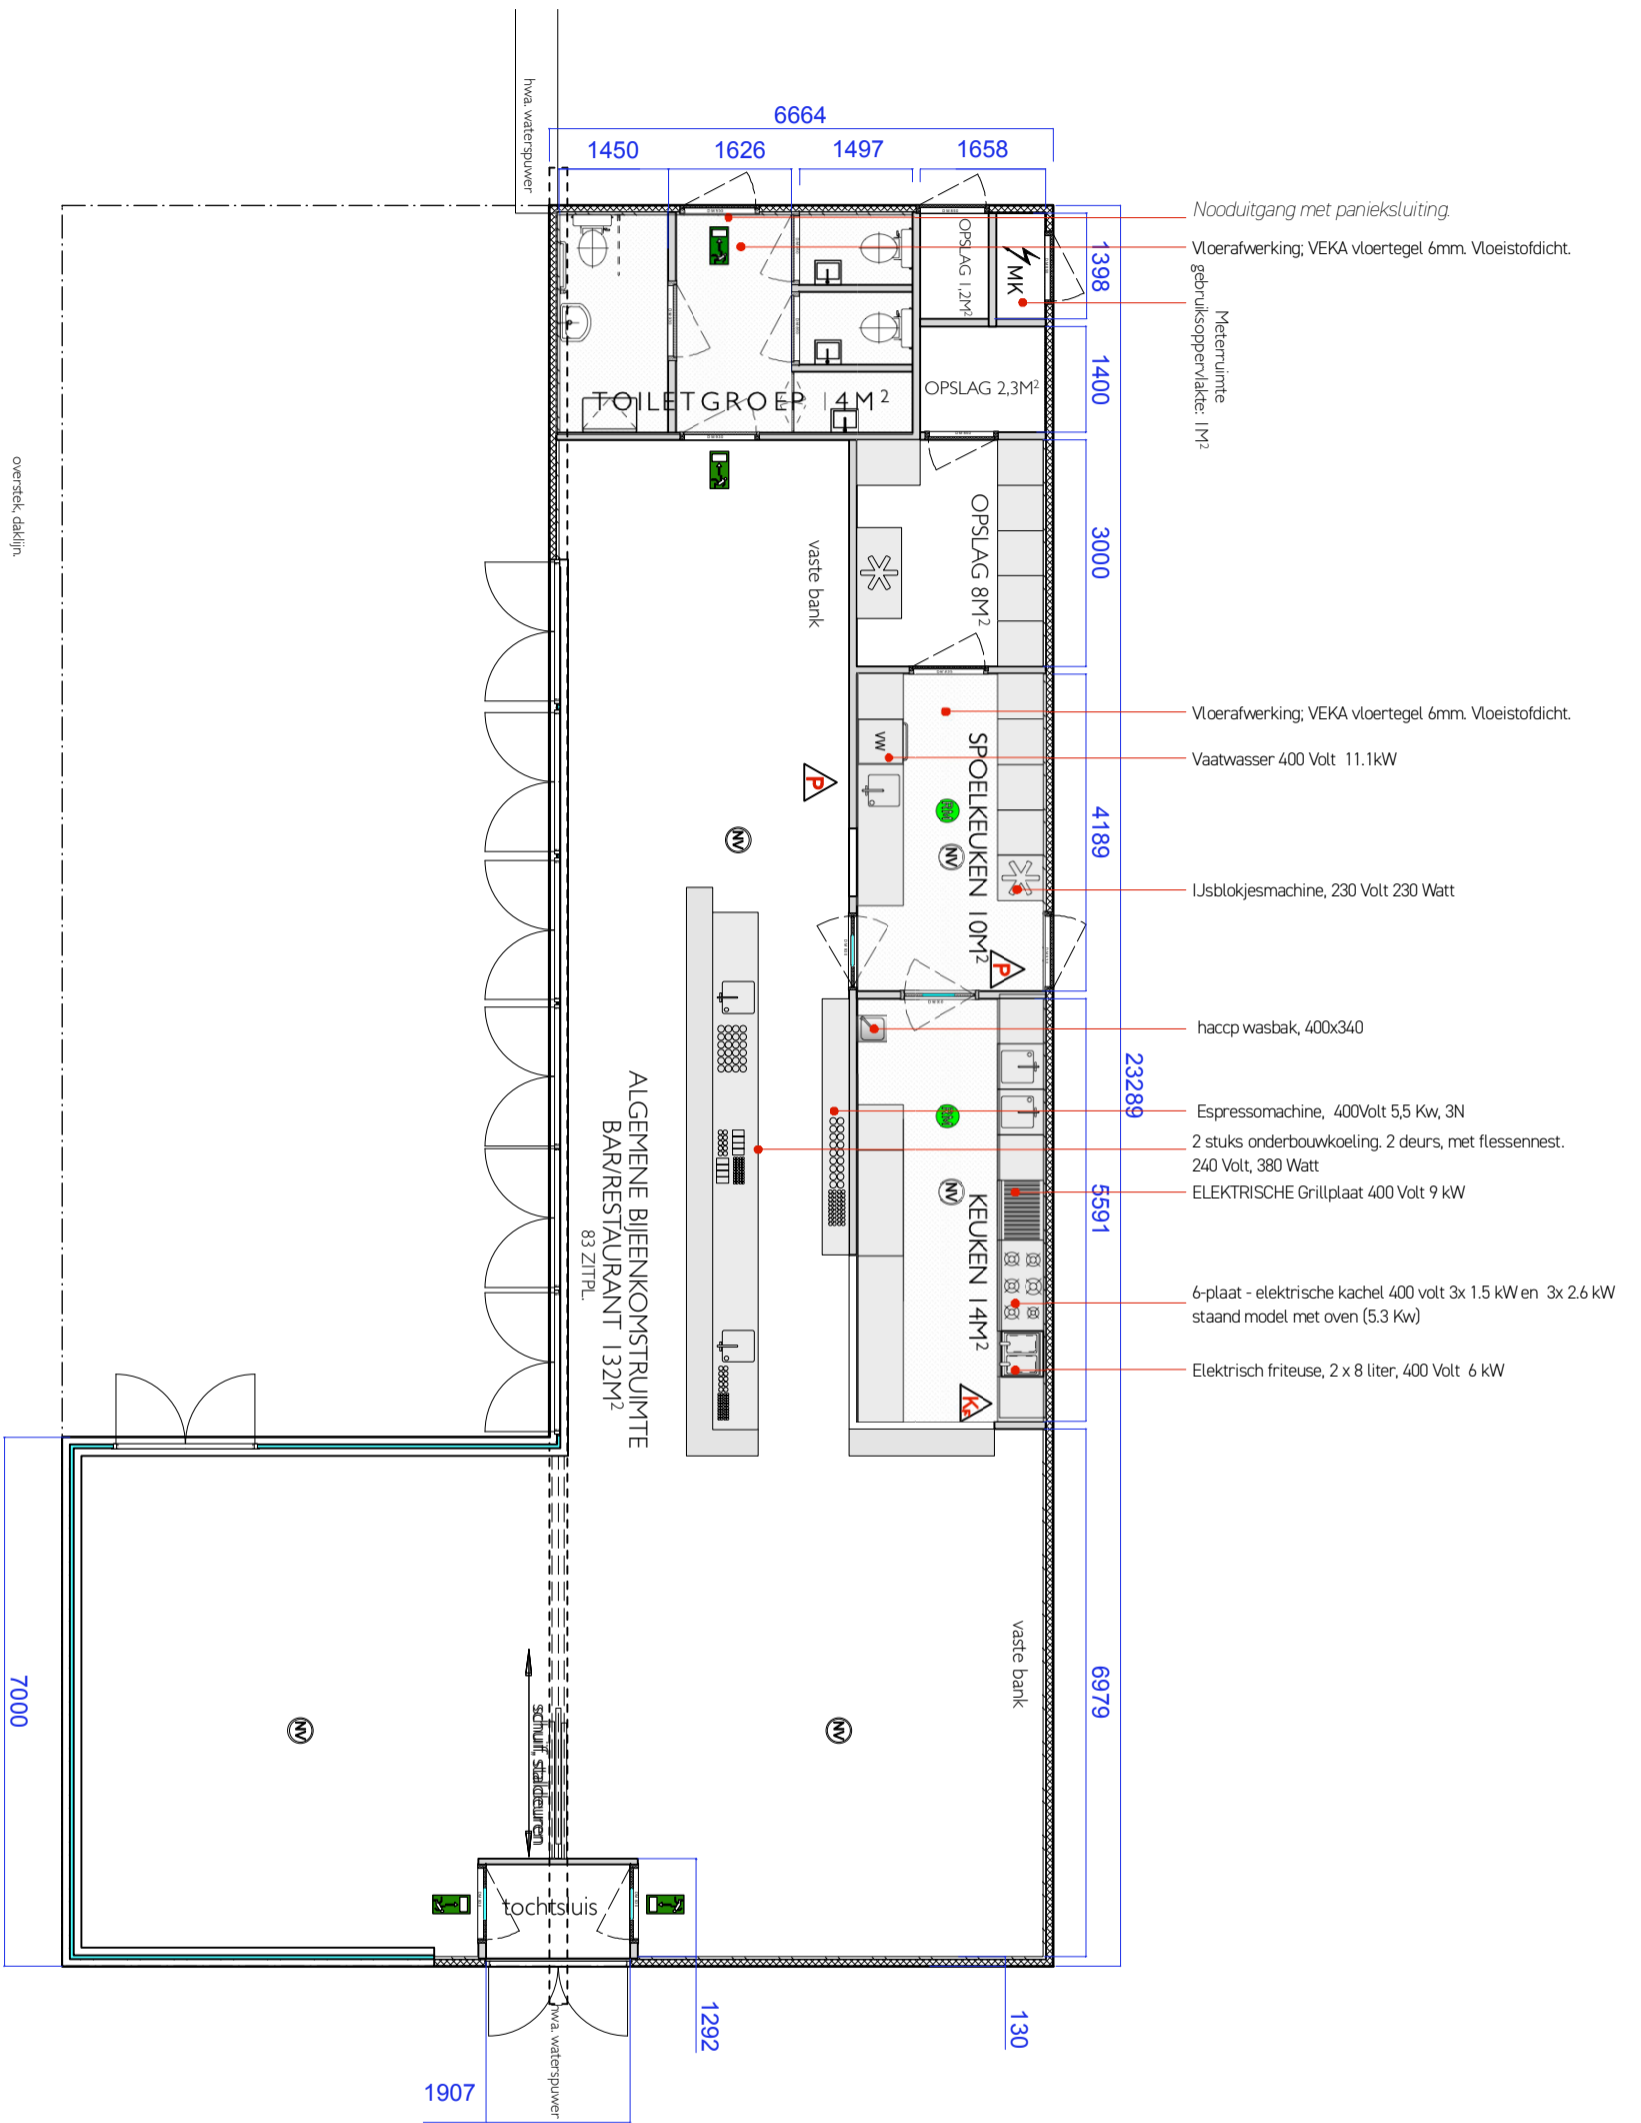 hwa. waterspuwer
6664
1450
1626
1497
1658
Nooduitgang met panieksluiting.
Vloerafwerking; VEKA vloertegel 6mm. Vloeistofdicht.
1398
OPSLAG 1,2M²
MK
Meterruimte
gebruiksoppervlakte: 1M²
1400
OPSLAG 2,3M²
TOILETGROEP 14M²
overstek, daklijn.
3000
vaste bank
OPSLAG 8M²
Vloerafwerking; VEKA vloertegel 6mm. Vloeistofdicht.
VW
Vaatwasser 400 Volt 11.1kW
P
SPOELKEUKEN 10M²
4189
NV
NV
IJsblokjesmachine, 230 Volt 230 Watt
P
haccp wasbak, 400x340
23289
Espressomachine, 400Volt 5,5 Kw, 3N
2 stuks onderbouwkoeling. 2 deurs, met flessennest.
240 Volt, 380 Watt
ELEKTRISCHE Grillplaat 400 Volt 9 kW
5591
NV
KEUKEN 14M²
ALGEMENE BIJEENKOMSTRUIMTE
BAR/RESTAURANT 132M²
83 ZITPL.
6-plaat - elektrische kachel 400 volt 3x 1.5 kW en 3x 2.6 kW
staand model met oven (5.3 Kw)
Elektrisch friteuse, 2 x 8 liter, 400 Volt 6 kW
K
vaste bank
6979
7000
NV
NV
schuif, staldeuren
tochtsluis
hwa. waterspuwer
1292
130
1907